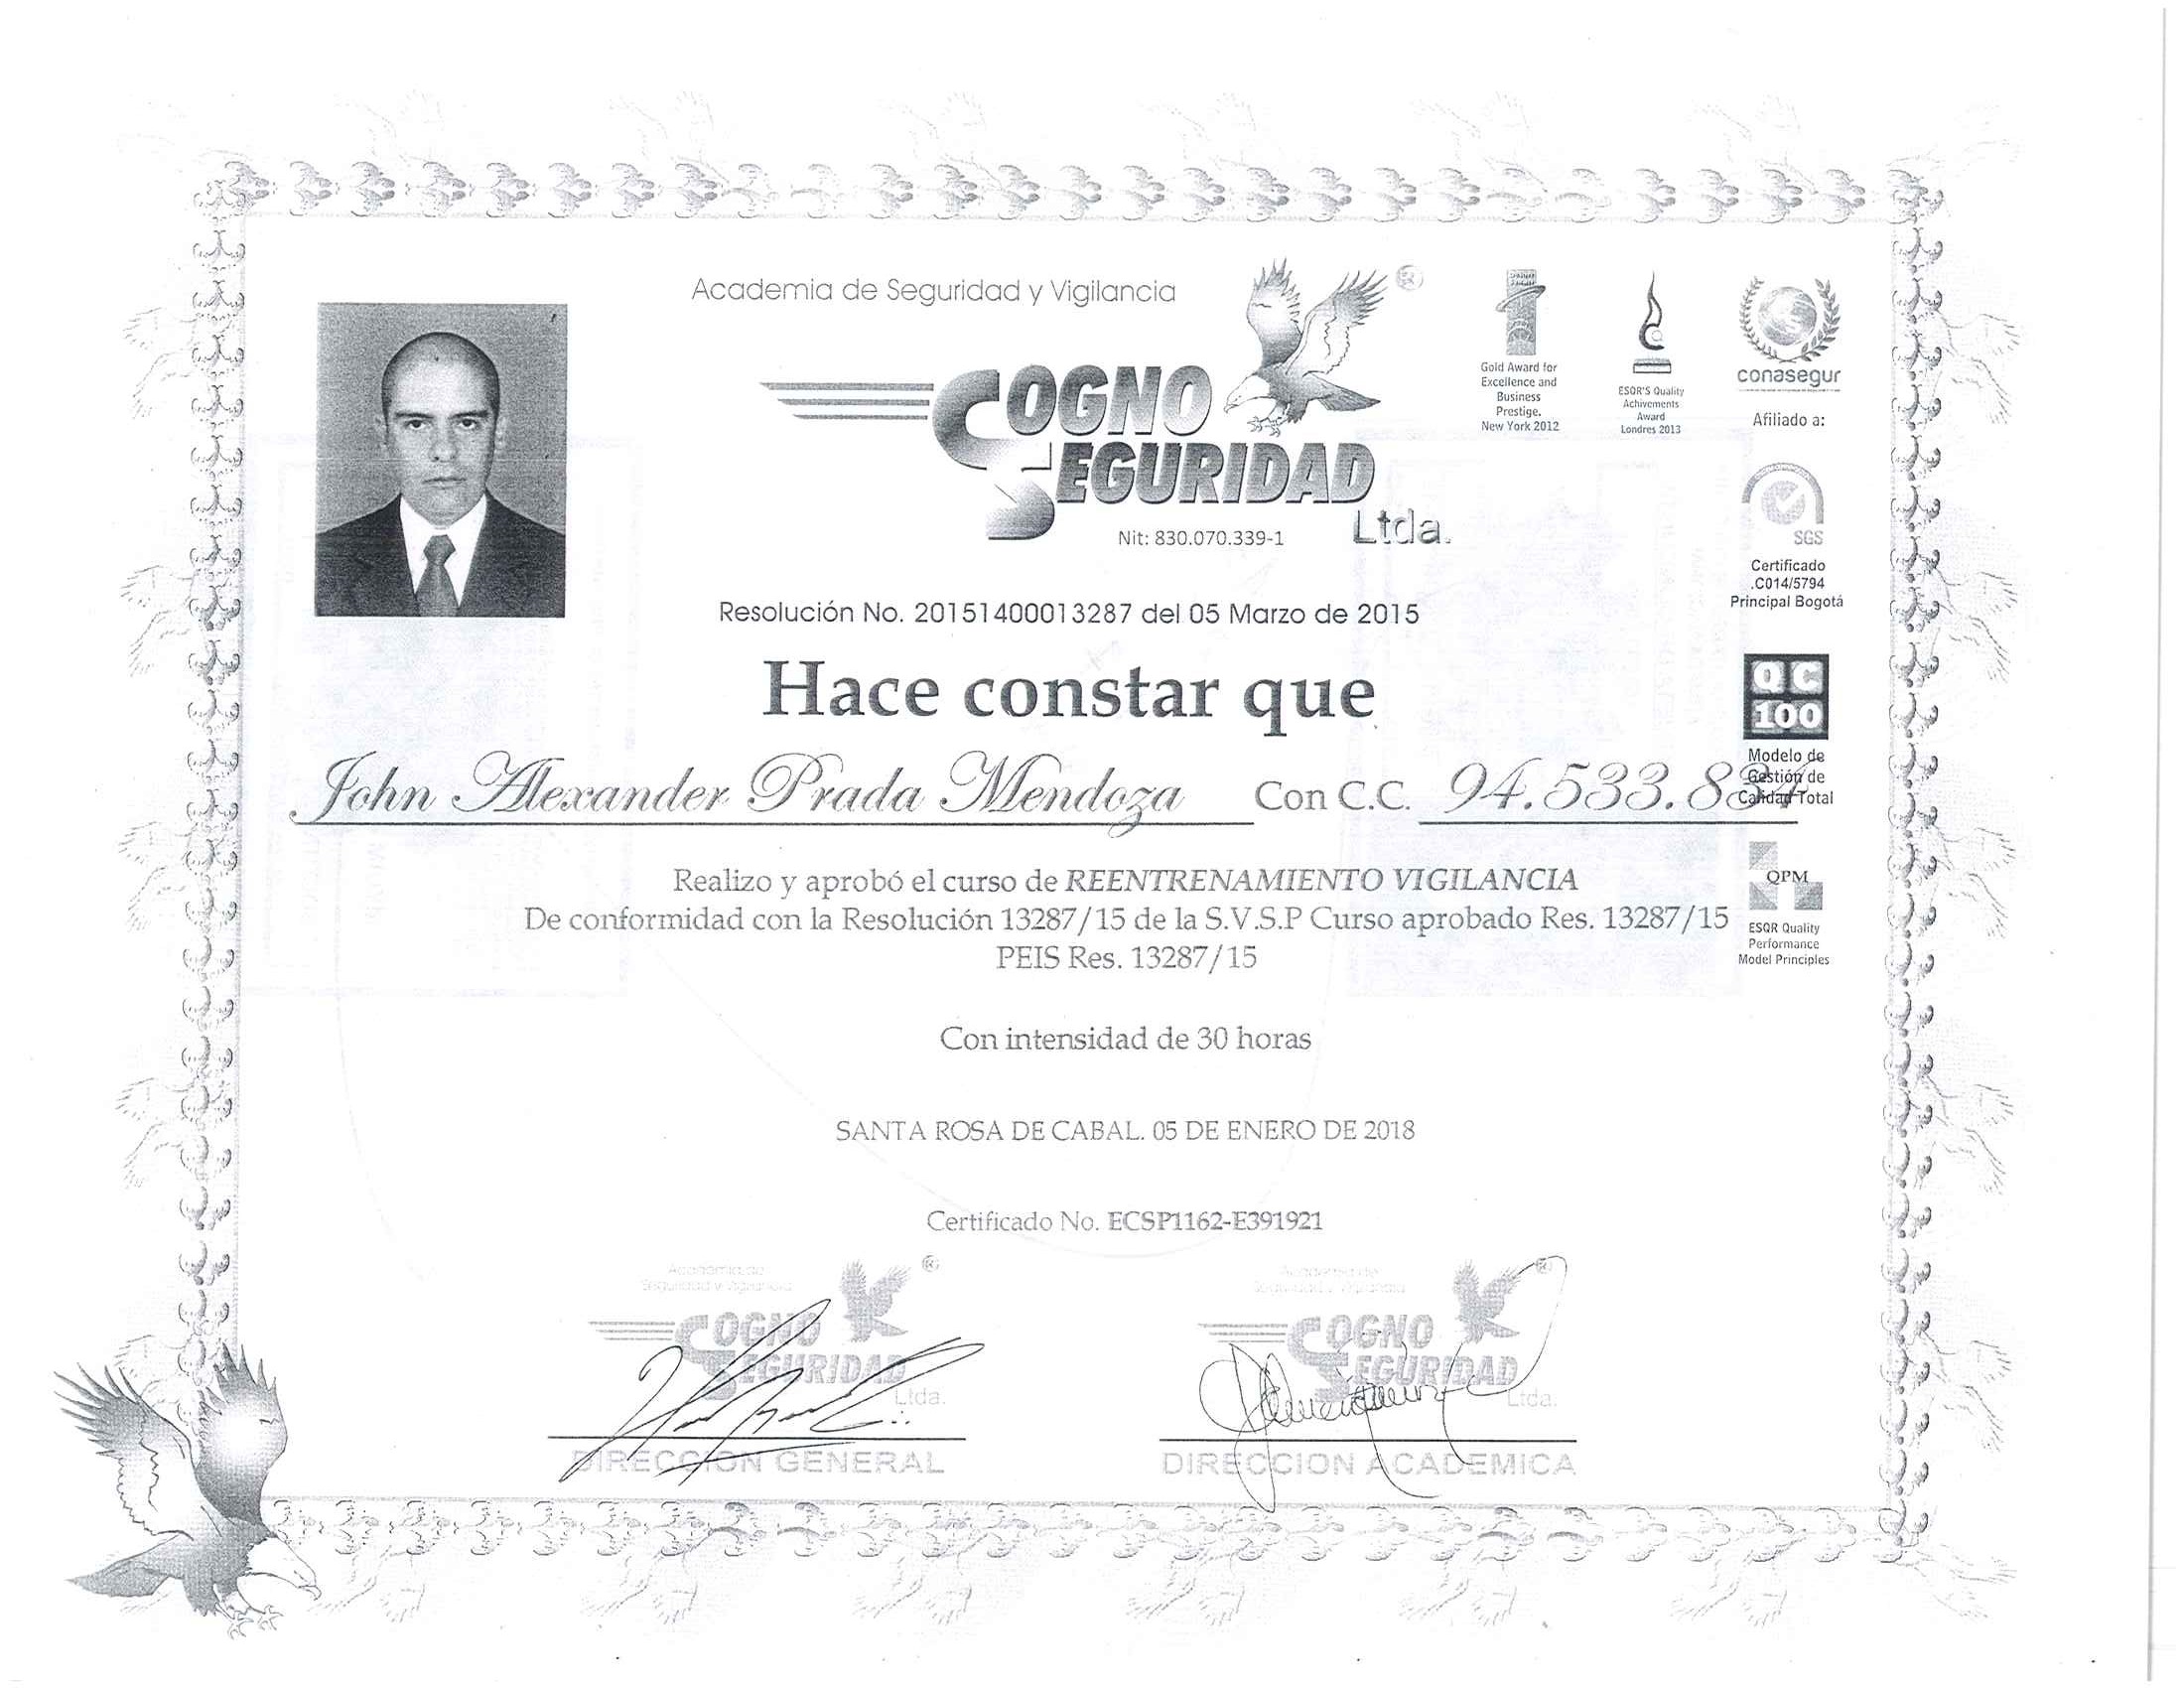 Academia de Seguridad y Vigilancia
®
COGNO
SEGURIDAD
Ltda.
Nit: 830.070.339-1
Gold Award for
Excellence and
Business
Prestige.
New York 2012
ESQR'S Quality
Achivements
Award
Londres 2013
conasegur
Afiliado a:
SGS
Certificado
.C014/5794
Principal Bogotá
Resolución No. 20151400013287 del 05 Marzo de 2015
Hace constar que
QC
100
Modelo de
Gestión de
Calidad Total
John Alexander Prada Mendoza Con C.C. 94.533.831
Realizo y aprobó el curso de REENTRENAMIENTO VIGILANCIA
De conformidad con la Resolución 13287/15 de la S.V.S.P Curso aprobado Res. 13287/15
PEIS Res. 13287/15
QPM
ESQR Quality
Performance
Model Principles
Con intensidad de 30 horas
SANTA ROSA DE CABAL. 05 DE ENERO DE 2018
Certificado No. ECSP1162-E391921
Academia de
Seguridad y Vigilancia
®
COGNO
SEGURIDAD
Ltda.
DIRECCION GENERAL
Academia de
Seguridad y Vigilancia
®
COGNO
SEGURIDAD
Ltda.
DIRECCION ACADEMICA